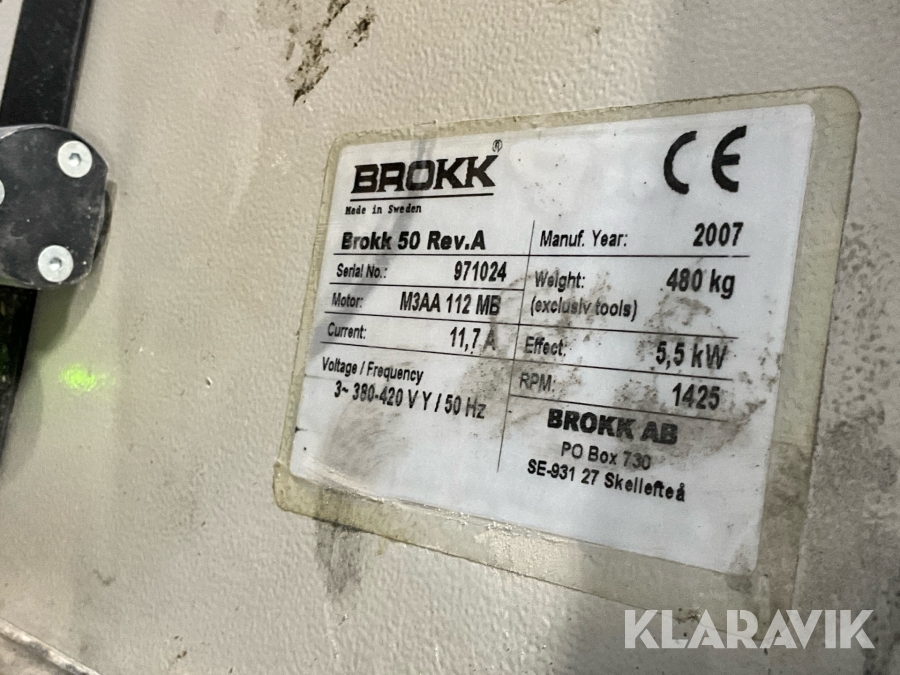 BROKK®
Made in Sweden
CE
Brokk 50 Rev.A
Serial No.: 971024
Motor: M3AA 112 MB
Current: 11,7 A
Voltage / Frequency
3~ 380-420 V Y / 50 Hz
Manuf. Year: 2007
Weight: 480 kg
(exclusiv tools)
Effect: 5,5 kW
RPM: 1425
BROKK AB
PO Box 730
SE-931 27 Skellefteå
KLARAVIK